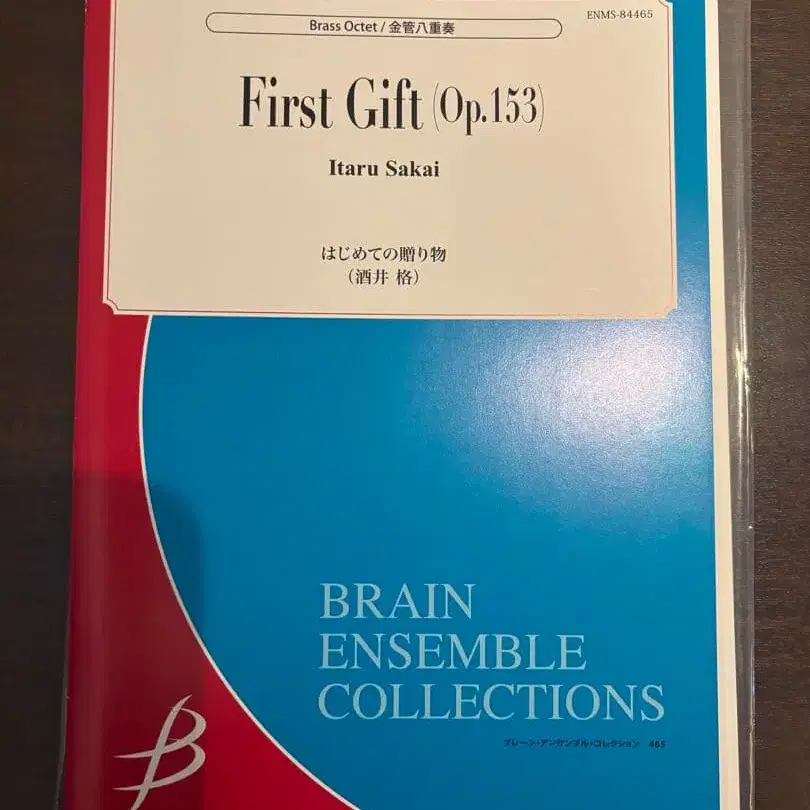 Brass Octet / 金管八重奏
ENMS-84465
First Gift (Op.153)
Itaru Sakai
はじめての贈り物
（酒井 格）
BRAIN
ENSEMBLE
COLLECTIONS
ブレーン・アンサンブル・コレクション 465